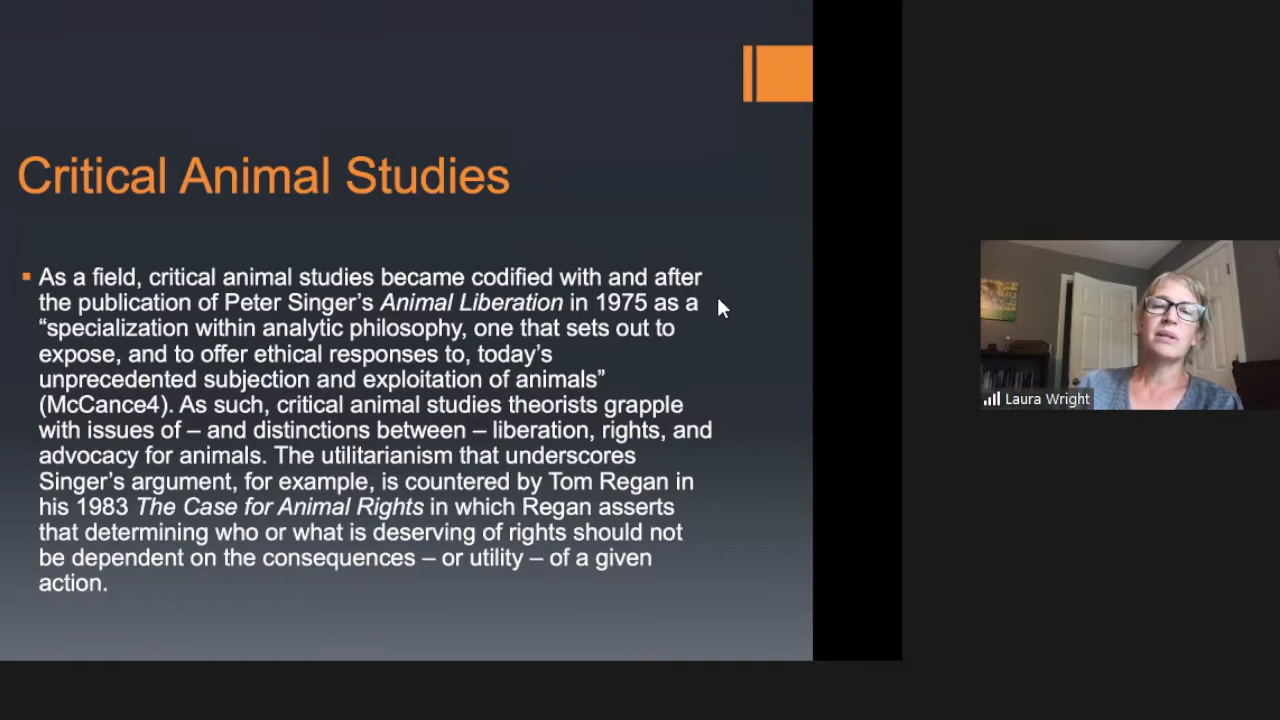 Critical Animal Studies
As a field, critical animal studies became codified with and after
the publication of Peter Singer’s Animal Liberation in 1975 as a
“specialization within analytic philosophy, one that sets out to
expose, and to offer ethical responses to, today’s
unprecedented subjection and exploitation of animals”
(McCance4). As such, critical animal studies theorists grapple
with issues of – and distinctions between – liberation, rights, and
advocacy for animals. The utilitarianism that underscores
Singer’s argument, for example, is countered by Tom Regan in
his 1983 The Case for Animal Rights in which Regan asserts
that determining who or what is deserving of rights should not
be dependent on the consequences – or utility – of a given
action.
Laura Wright